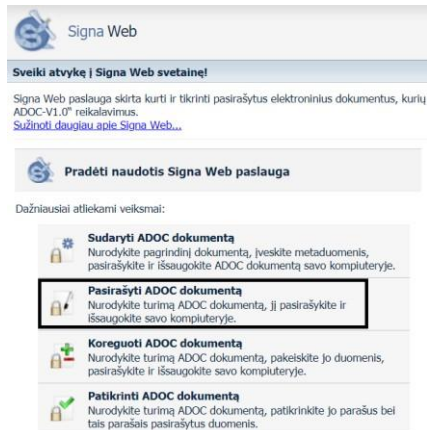 Signa Web
Sveiki atvykę į Signa Web svetainę!
Signa Web paslauga skirta kurti ir tikrinti pasirašytus elektroninius dokumentus, kurių
ADOC-V1.0" reikalavimus.
Sužinoti daugiau apie Signa Web...
Pradėti naudotis Signa Web paslauga
Dažniausiai atliekami veiksmai:
Sudaryti ADOC dokumentą
Nurodykite pagrindinį dokumentą, įveskite metaduomenis,
pasirašykite ir išsaugokite ADOC dokumentą savo kompiuteryje.
Pasirašyti ADOC dokumentą
Nurodykite turimą ADOC dokumentą, jį pasirašykite ir
išsaugokite savo kompiuteryje.
Koreguoti ADOC dokumentą
Nurodykite turimą ADOC dokumentą, pakeiskite jo duomenis,
pasirašykite ir išsaugokite savo kompiuteryje.
Patikrinti ADOC dokumentą
Nurodykite turimą ADOC dokumentą, patikrinkite jo parašus bei
tais parašais pasirašytus duomenis.